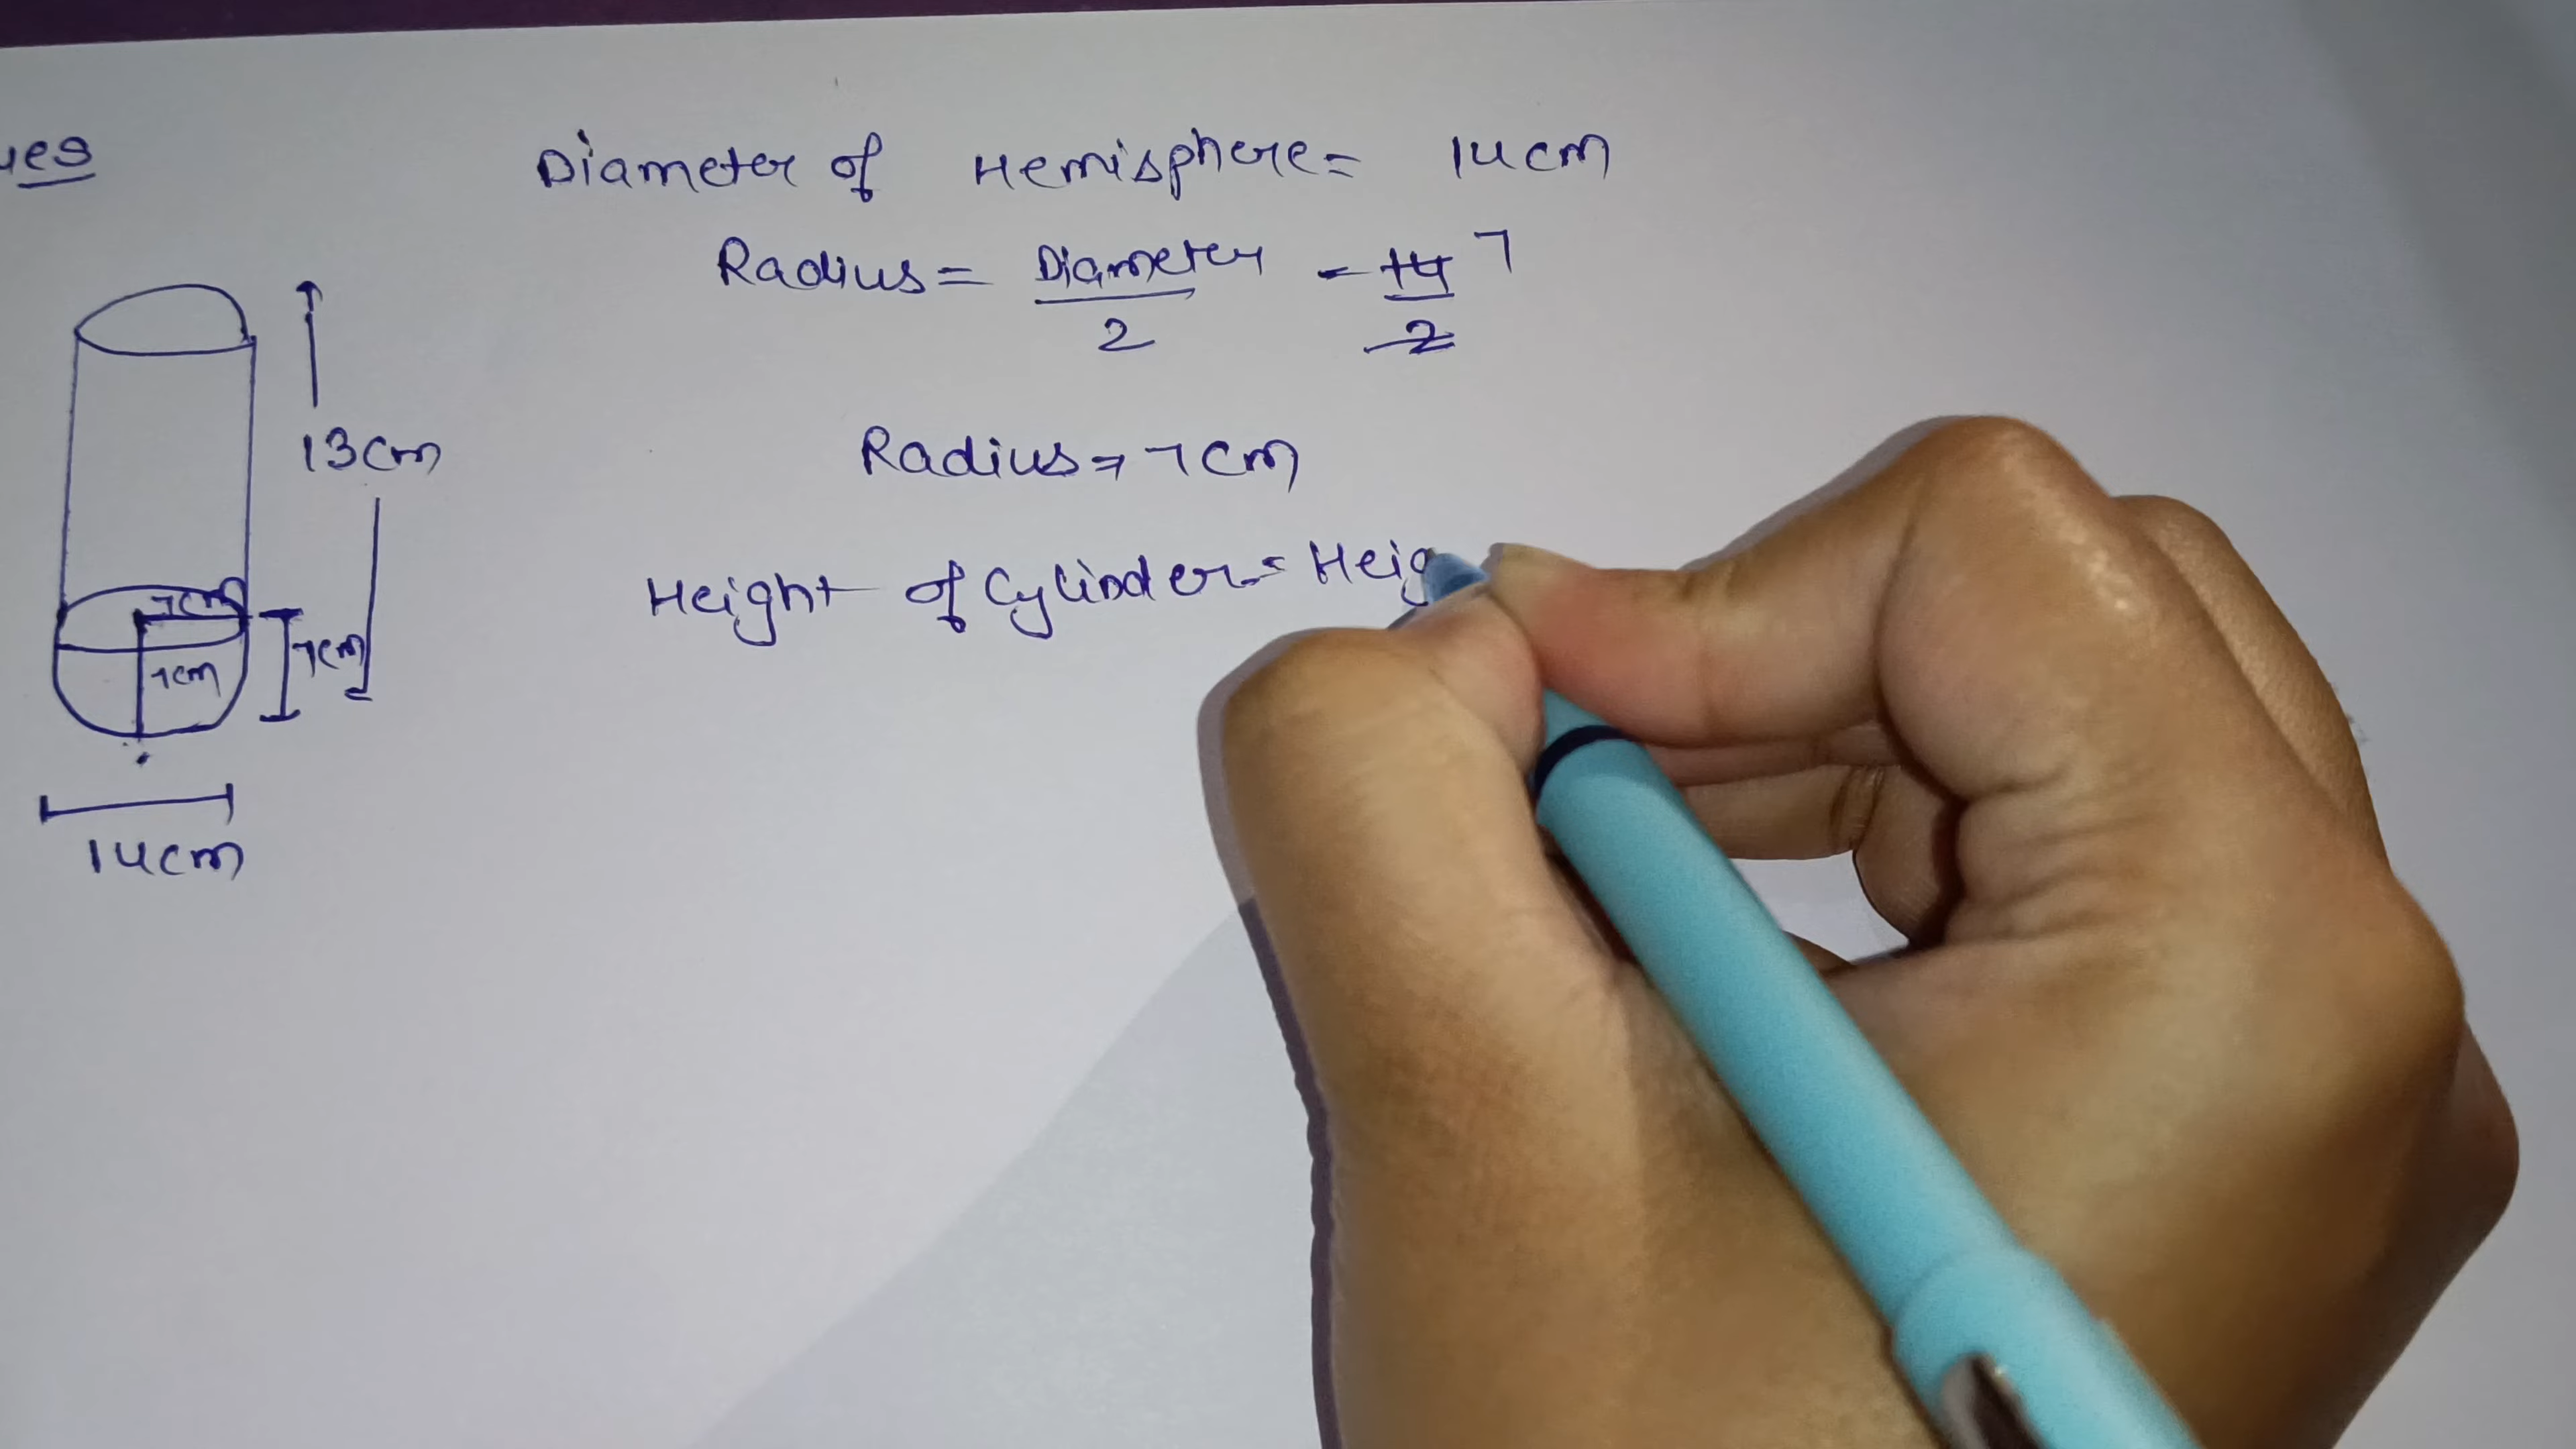 Diameter of Hemisphere= 14cm
Radius= Diameter/2 = 14/2 7
Radius= 7cm
Height of Cylinder= Heig
13cm
7cm
7cm
7cm
14cm